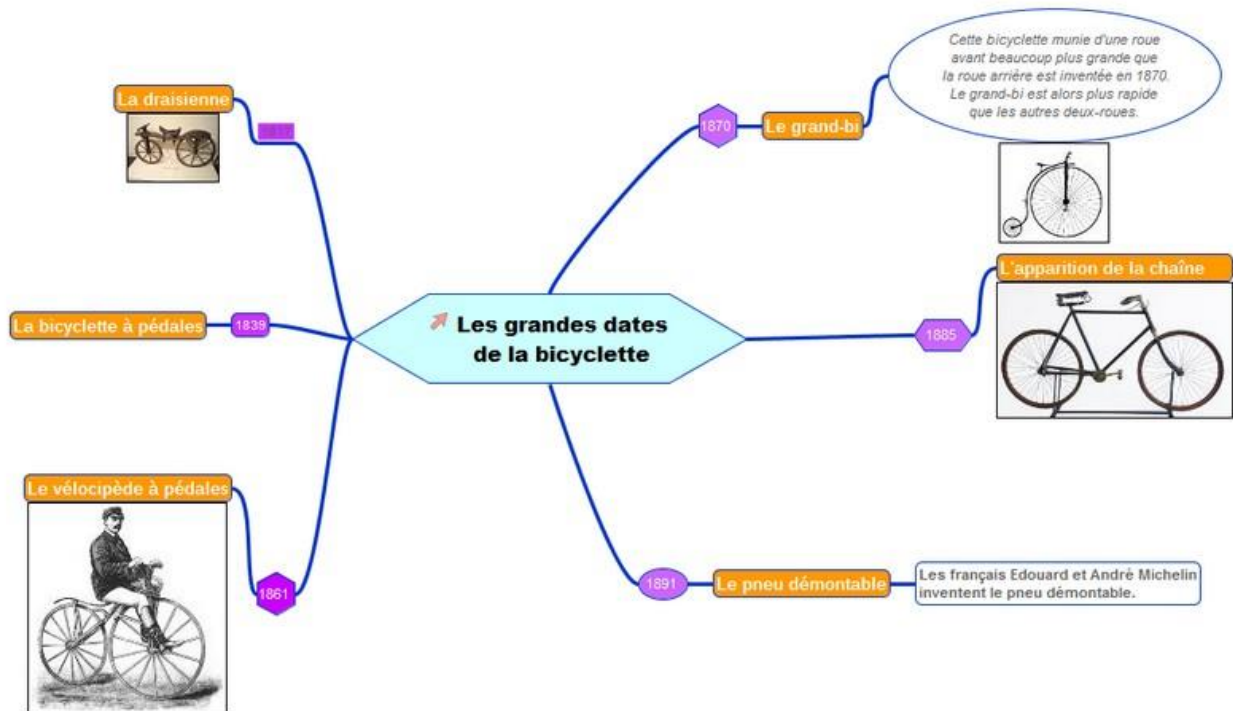 Les grandes dates
de la bicyclette
La draisienne
La bicyclette à pédales
1839
Le vélocipède à pédales
1861
1870
Le grand-bi
Cette bicyclette munie d'une roue
avant beaucoup plus grande que
la roue arrière est inventée en 1870.
Le grand-bi est alors plus rapide
que les autres deux-roues.
1885
L'apparition de la chaîne
1891
Le pneu démontable
Les français Edouard et Andrè Michelin
inventent le pneu démontable.